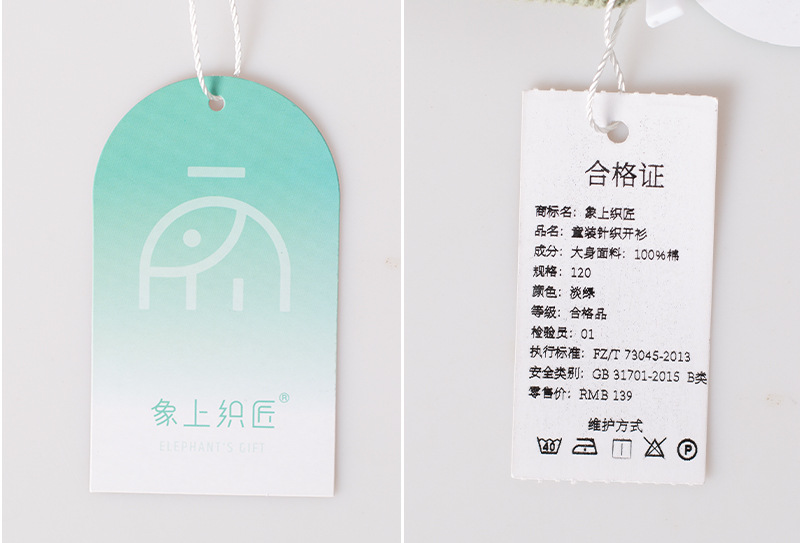 象上织匠®
ELEPHANT'S GIFT
合格证
商标名：象上织匠
品名：童装针织开衫
成分：大身面料：100%棉
规格：120
颜色：淡绿
等级：合格品
检验员：01
执行标准：FZ/T 73045-2013
安全类别：GB 31701-2015 B类
零售价：RMB 139
维护方式
40
P